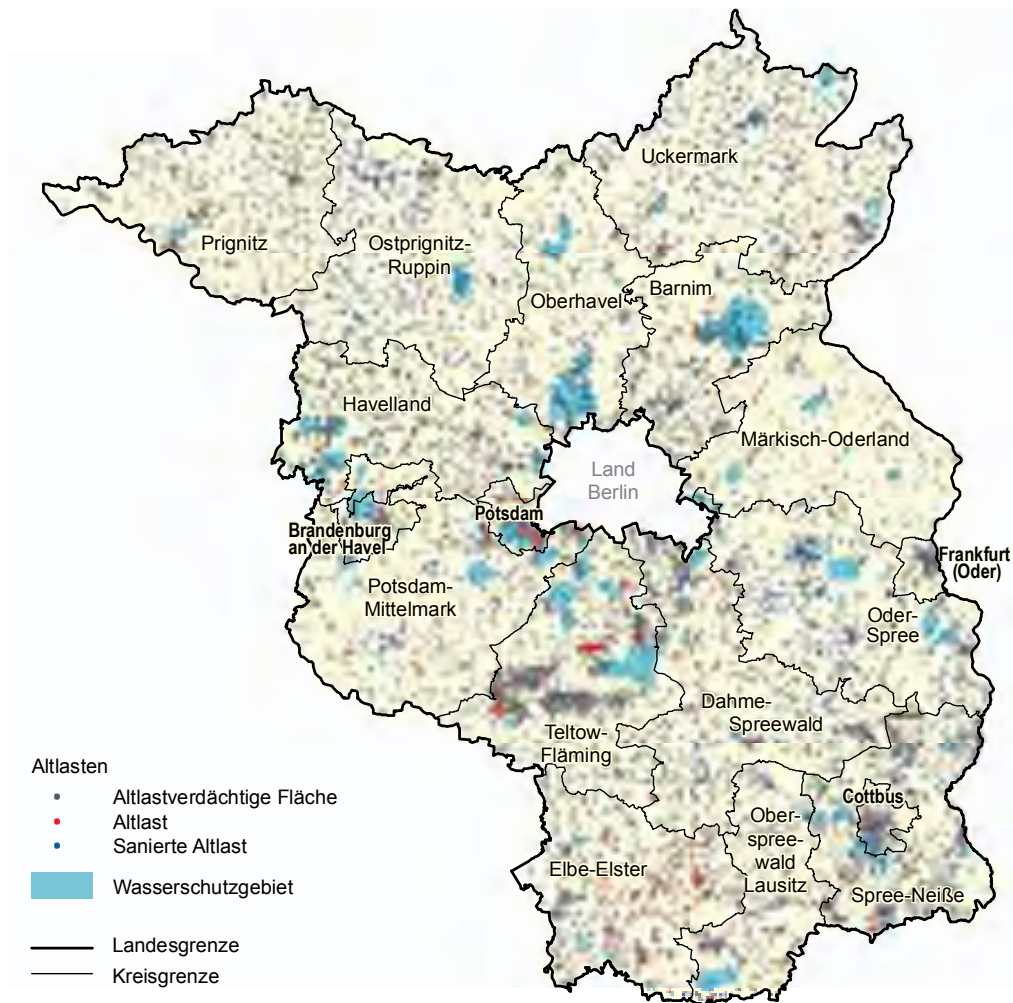 Uckermark
Prignitz
Ostprignitz-
Ruppin
Oberhavel
Barnim
Havelland
Märkisch-Oderland
Land
Berlin
Potsdam
Brandenburg
an der Havel
Frankfurt
(Oder)
Potsdam-
Mittelmark
Oder-
Spree
Dahme-
Spreewald
Teltow-
Fläming
Cottbus
Ober-
spree-
wald
Lausitz
Elbe-Elster
Spree-Neiße
Altlasten
Altlastverdächtige Fläche
Altlast
Sanierte Altlast
Wasserschutzgebiet
Landesgrenze
Kreisgrenze